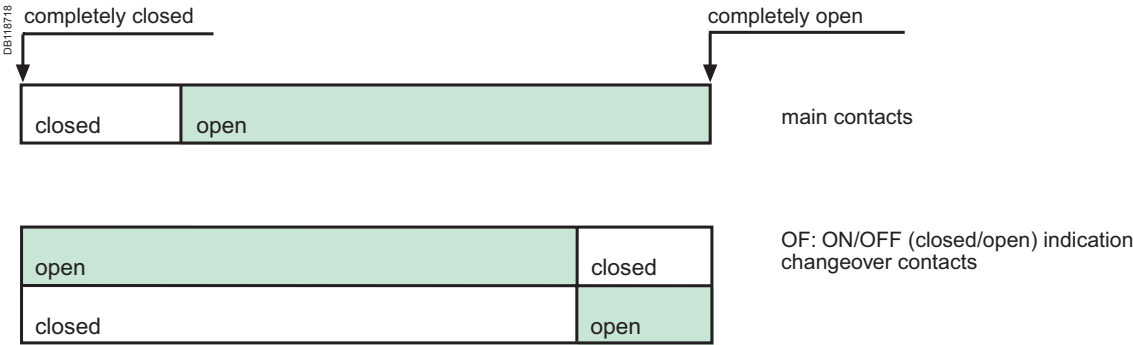 DB118718
completely closed
completely open
closed
open
main contacts
open
closed
OF: ON/OFF (closed/open) indication
changeover contacts
closed
open